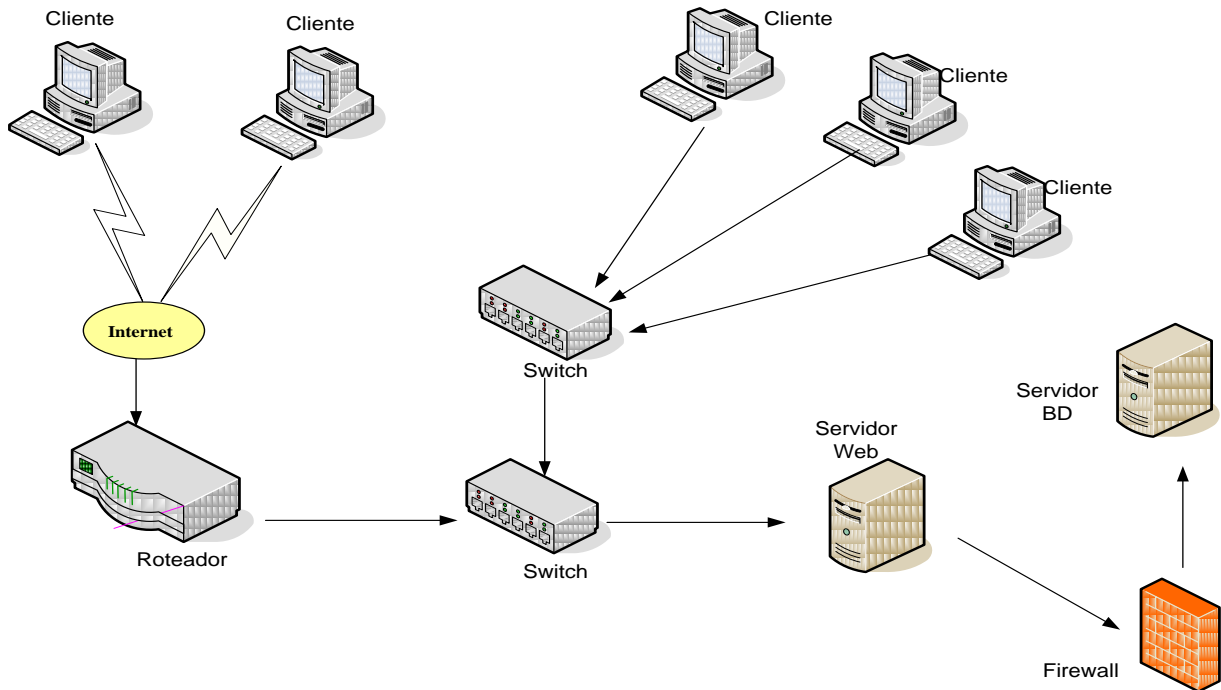 Cliente
Cliente
Cliente
Cliente
Cliente
Internet
Switch
Servidor
BD
Servidor
Web
Roteador
Switch
Firewall